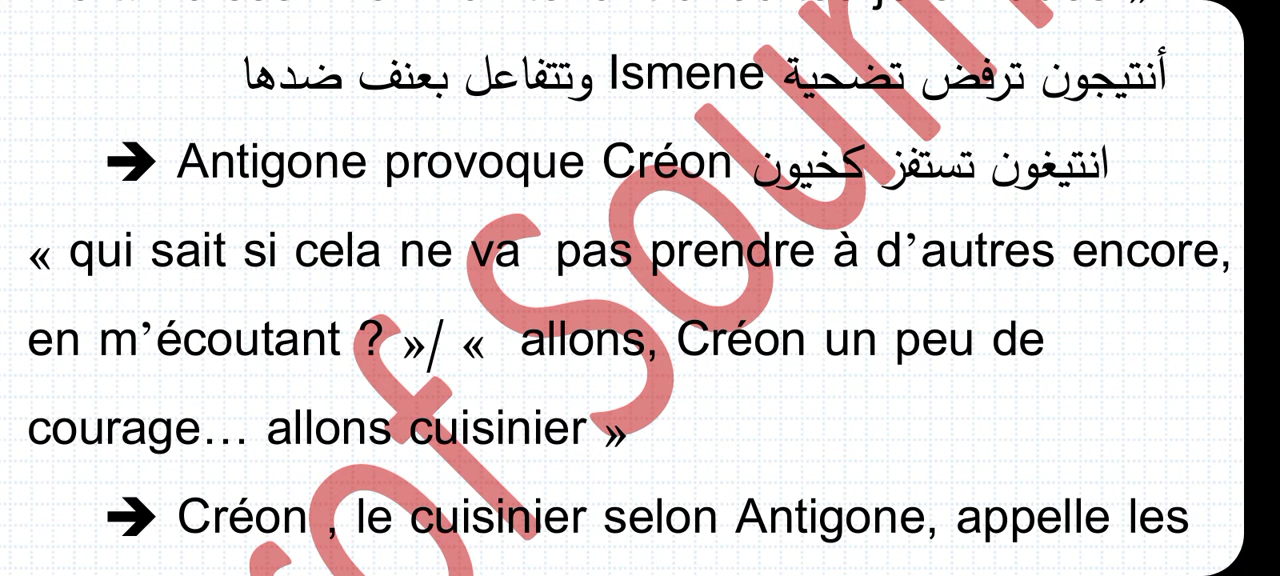 أنتيجون ترفض تضحية Ismene وتتفاعل بعنف ضدها
➔ Antigone provoque Créon انتيغون تستفز كخيون
« qui sait si cela ne va pas prendre à d’autres encore,
en m’écoutant ? »/ « allons, Créon un peu de
courage… allons cuisinier »
➔ Créon , le cuisinier selon Antigone, appelle les
of Soum